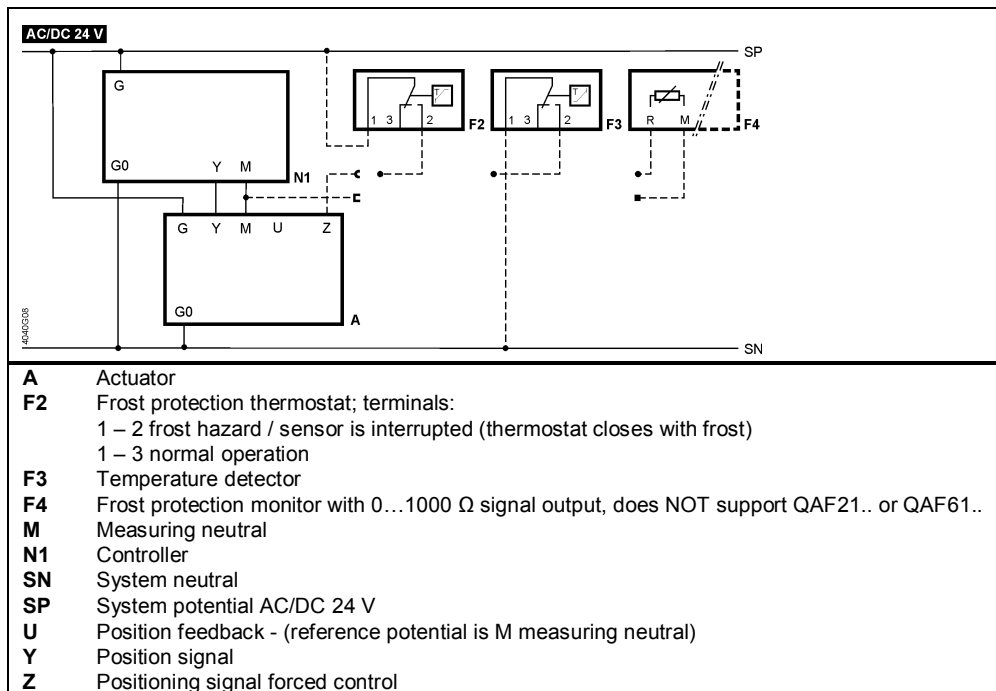 AC/DC 24 V
SP
G
1 3 2
F2
1 3 2
F3
R M
F4
G0 Y M
N1
G Y M U Z
G0
A
4040G08
SN
A Actuator
F2 Frost protection thermostat; terminals:
1 – 2 frost hazard / sensor is interrupted (thermostat closes with frost)
1 – 3 normal operation
F3 Temperature detector
F4 Frost protection monitor with 0…1000 Ω signal output, does NOT support QAF21.. or QAF61..
M Measuring neutral
N1 Controller
SN System neutral
SP System potential AC/DC 24 V
U Position feedback - (reference potential is M measuring neutral)
Y Position signal
Z Positioning signal forced control